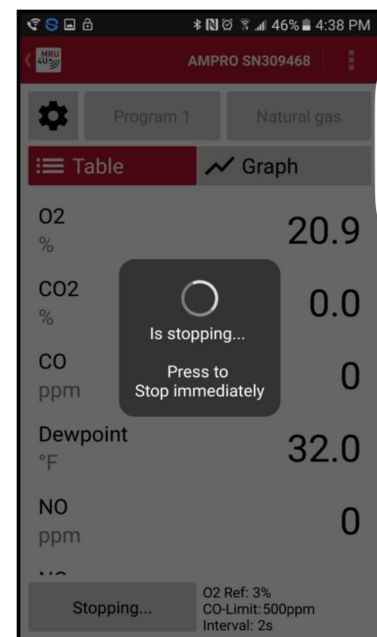 46% 4:38 PM
MRU
4U
AMPRO SN309468
Program 1
Natural gas
Table
Graph
O2
%
20.9
CO2
%
0.0
CO
ppm
0
Is stopping...
Press to
Stop immediately
Dewpoint
°F
32.0
NO
ppm
0
Stopping...
O2 Ref: 3%
CO-Limit:500ppm
Interval: 2s